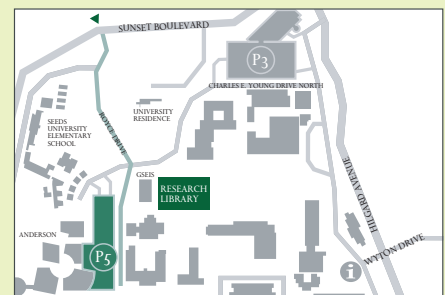 SUNSET BOULEVARD
P3
CHARLES E. YOUNG DRIVE NORTH
UNIVERSITY
RESIDENCE
ROYCE DRIVE
SEEDS
UNIVERSITY
ELEMENTARY
SCHOOL
GSEIS
RESEARCH
LIBRARY
HILGARD AVENUE
ANDERSON
P5
WYTON DRIVE
i